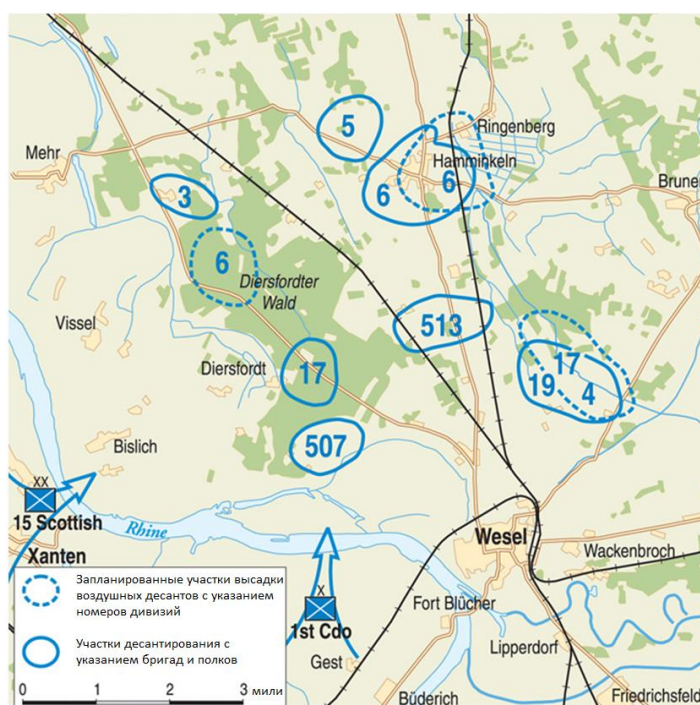 Ringenberg
5
Mehr
Hamminkeln
6
6
Bruner
3
6
Diersfordter
Wald
Vissel
513
Diersfordt
17
17
19
4
507
Bislich
XX
15 Scottish
Rhine
Xanten
Wesel
Wackenbroch
X
1st Cdo
Fort Blücher
Lipperdorf
Gest
Büderich
Friedrichsfeld
Запланированные участки высадки
воздушных десантов с указанием
номеров дивизий
Участки десантирования с
указанием бригад и полков
0 1 2 3 мили